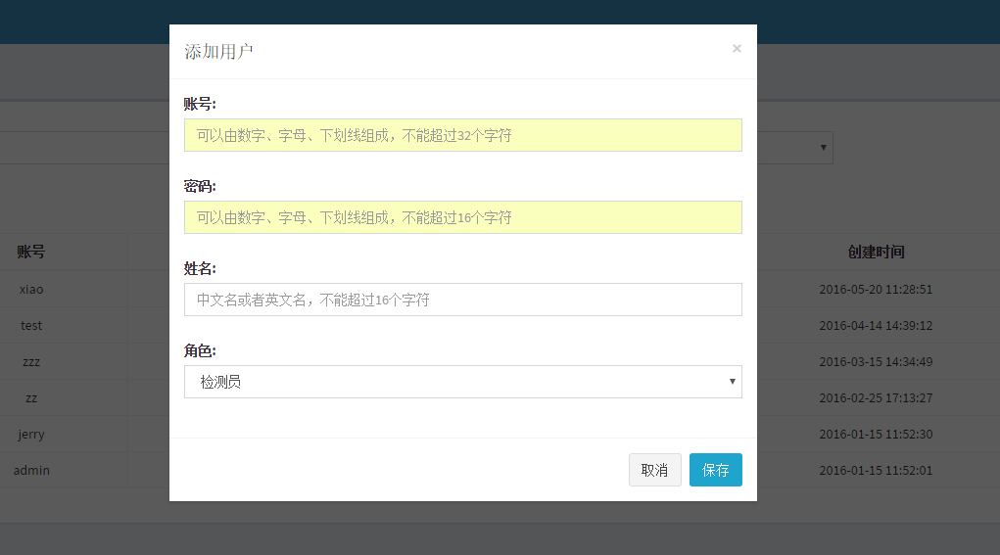 添加用户
×
账号:
可以由数字、字母、下划线组成，不能超过32个字符
密码:
可以由数字、字母、下划线组成，不能超过16个字符
姓名:
中文名或者英文名，不能超过16个字符
角色:
检测员
取消 保存
账号 创建时间
xiao 2016-05-20 11:28:51
test 2016-04-14 14:39:12
zzz 2016-03-15 14:34:49
zz 2016-02-25 17:13:27
jerry 2016-01-15 11:52:30
admin 2016-01-15 11:52:01